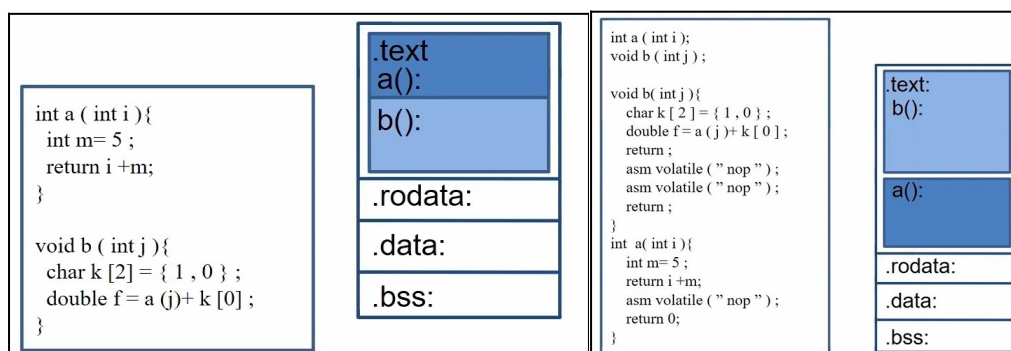 int a ( int i ){
int m= 5 ;
return i +m;
}
void b ( int j ){
char k [2] = { 1 , 0 } ;
double f = a (j)+ k [0] ;
}
.text
a():
b():
.rodata:
.data:
.bss:
int a ( int i );
void b ( int j ) ;
void b( int j ){
char k [ 2 ] = { 1 , 0 } ;
double f = a ( j )+ k [ 0 ] ;
return ;
asm volatile ( ” nop ” ) ;
asm volatile ( ” nop ” ) ;
return ;
}
int a( int i ){
int m= 5 ;
return i +m;
asm volatile ( ” nop ” ) ;
return 0;
}
.text:
b():
a():
.rodata:
.data:
.bss: